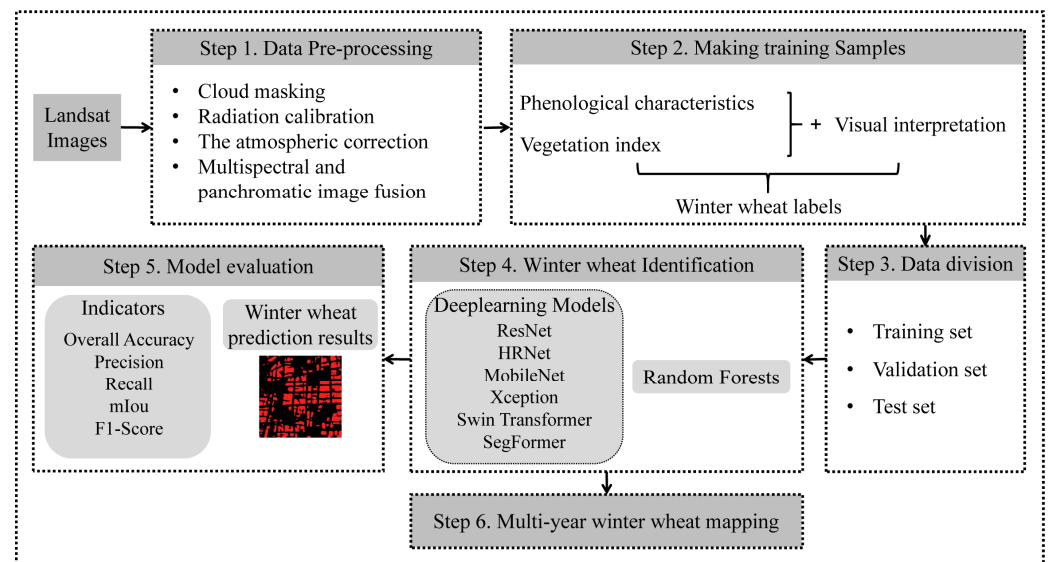 Landsat
Images
Step 1. Data Pre-processing
• Cloud masking
• Radiation calibration
• The atmospheric correction
• Multispectral and
panchromatic image fusion
Step 2. Making training Samples
Phenological characteristics
Vegetation index
+ Visual interpretation
Winter wheat labels
Step 3. Data division
• Training set
• Validation set
• Test set
Step 4. Winter wheat Identification
Deeplearning Models
ResNet
HRNet
MobileNet
Xception
Swin Transformer
SegFormer
Random Forests
Step 5. Model evaluation
Indicators
Overall Accuracy
Precision
Recall
mIou
F1-Score
Winter wheat
prediction results
Step 6. Multi-year winter wheat mapping